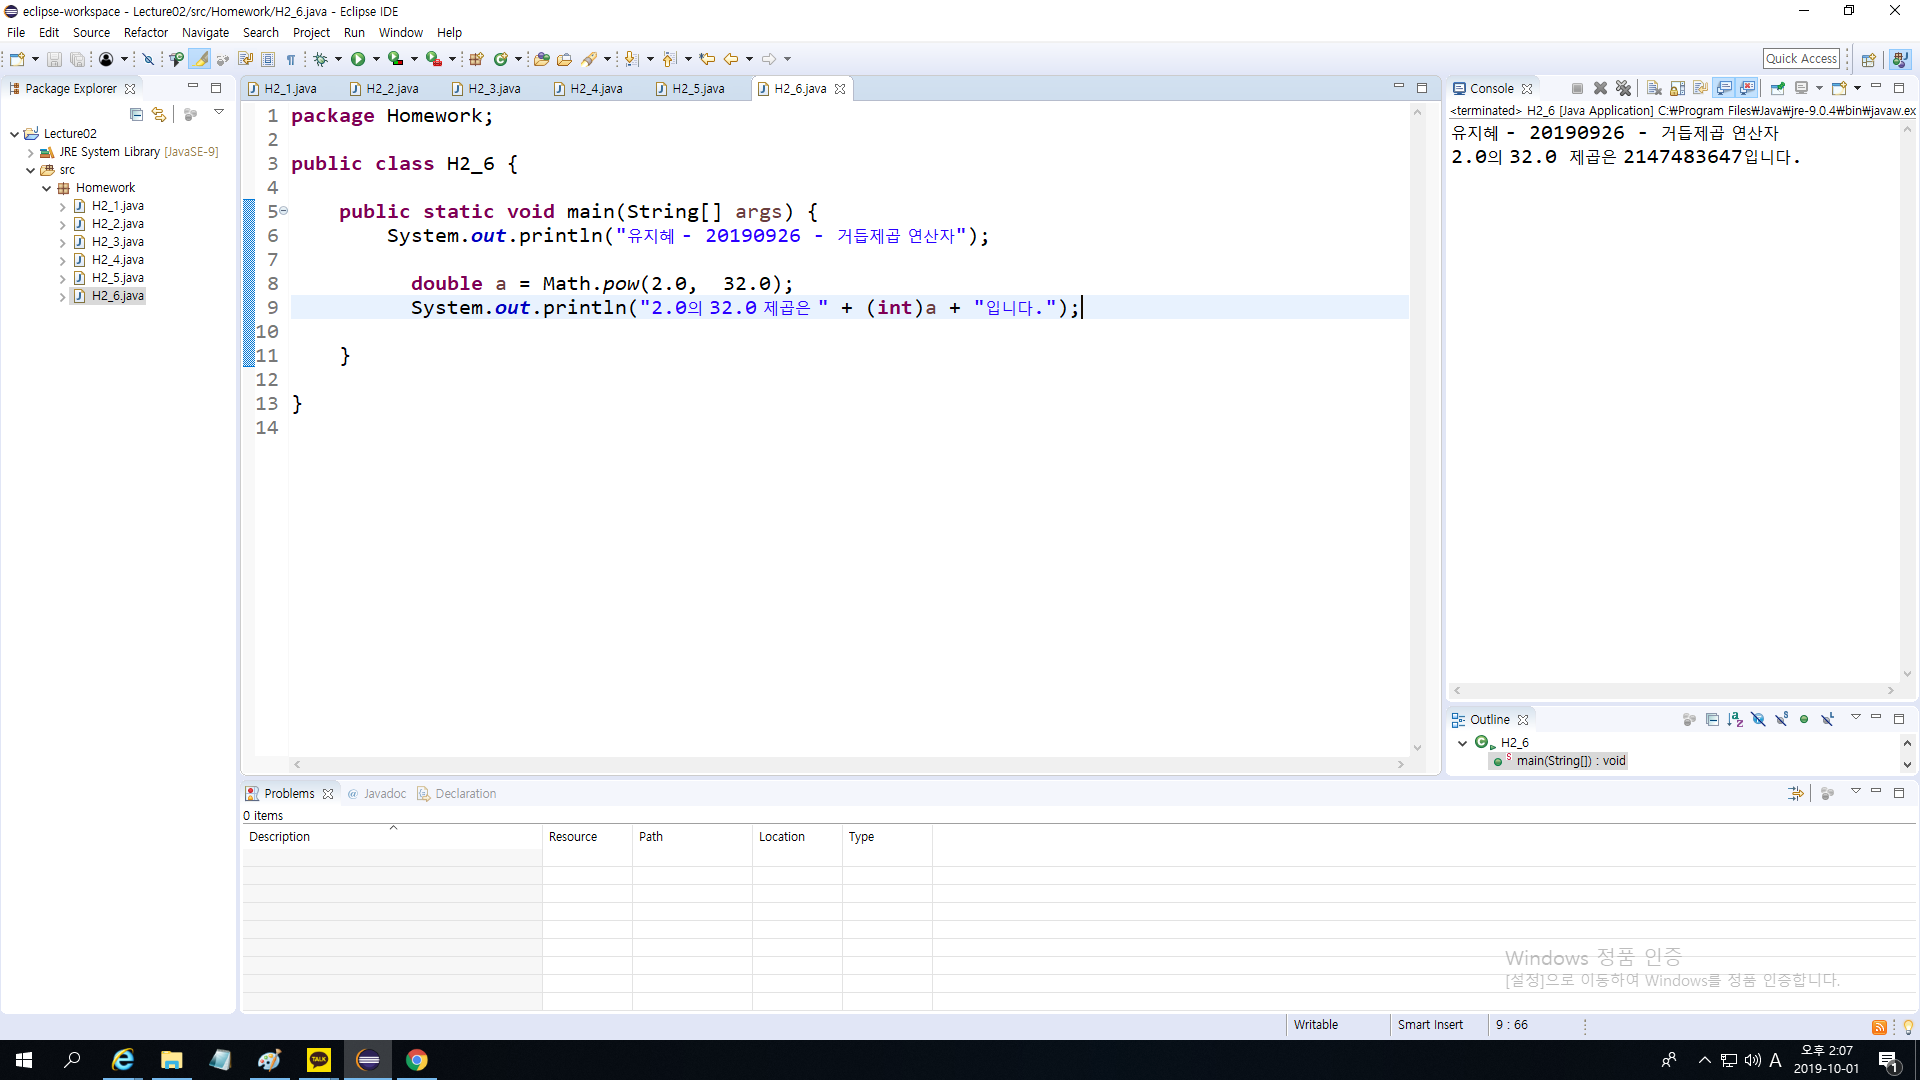 eclipse-workspace - Lecture02/src/Homework/H2_6.java - Eclipse IDE
File Edit Source Refactor Navigate Search Project Run Window Help
Quick Access
Package Explorer
Lecture02
JRE System Library [JavaSE-9]
src
Homework
H2_1.java
H2_2.java
H2_3.java
H2_4.java
H2_5.java
H2_6.java
H2_1.java H2_2.java H2_3.java H2_4.java H2_5.java H2_6.java
1 package Homework;
2
3 public class H2_6 {
4
5 public static void main(String[] args) {
6 System.out.println("유지혜 - 20190926 - 거듭제곱 연산자");
7
8 double a = Math.pow(2.0, 32.0);
9 System.out.println("2.0의 32.0 제곱은 " + (int)a + "입니다.");
10
11 }
12
13 }
14
Console
<terminated> H2_6 [Java Application] C:₩Program Files₩Java₩jre-9.0.4₩bin₩javaw.ex
유지혜 - 20190926 - 거듭제곱 연산자
2.0의 32.0 제곱은 2147483647입니다.
Outline
H2_6
main(String[]) : void
Problems @ Javadoc Declaration
0 items
Description Resource Path Location Type
Windows 정품 인증
[설정]으로 이동하여 Windows를 정품 인증합니다.
Writable Smart Insert 9 : 66
TALK
A
오후 2:07
2019-10-01
1